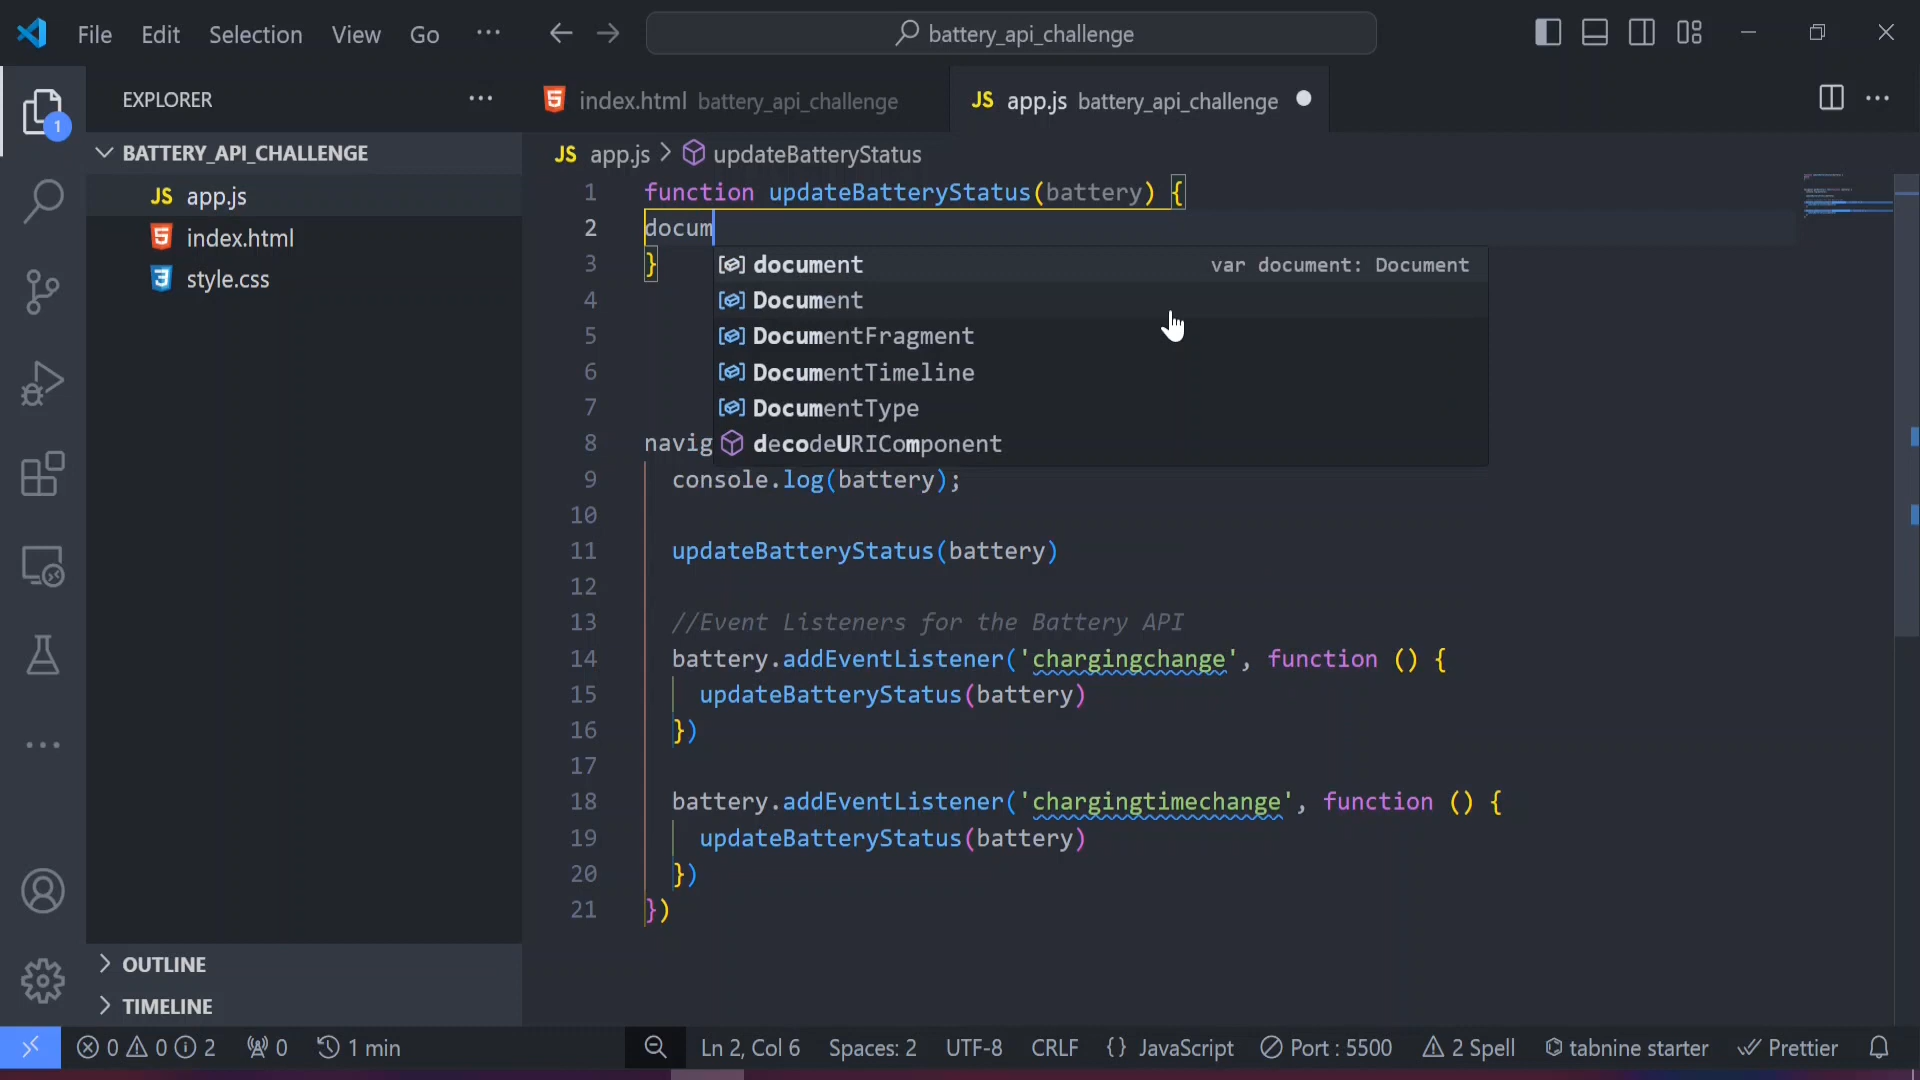 File Edit Selection View Go ··· battery_api_challenge
EXPLORER ···
BATTERY_API_CHALLENGE
JS app.js
index.html
style.css
OUTLINE
TIMELINE
index.html battery_api_challenge JS app.js battery_api_challenge ···
JS app.js > updateBatteryStatus
1 function updateBatteryStatus(battery) {
2 docum
3 }
document var document: Document
4
Document
5
DocumentFragment
6
DocumentTimeline
7
DocumentType
8 navig
decodeURIComponent
9 console.log(battery);
10
11 updateBatteryStatus(battery)
12
13 //Event Listeners for the Battery API
14 battery.addEventListener('chargingchange', function () {
15 updateBatteryStatus(battery)
16 })
17
18 battery.addEventListener('chargingtimechange', function () {
19 updateBatteryStatus(battery)
20 })
21 })
1
0 0 2 0 1 min Ln 2, Col 6 Spaces: 2 UTF-8 CRLF {} JavaScript Port : 5500 2 Spell tabnine starter Prettier